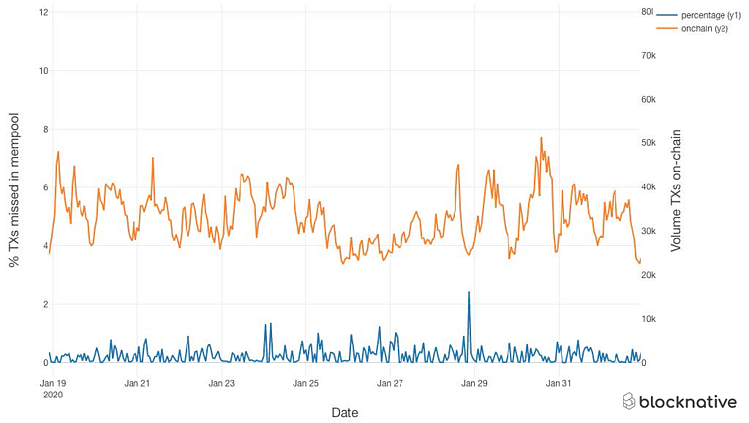 12
10
8
6
4
2
0
% TXs missed in mempool
80k
70k
60k
50k
40k
30k
20k
10k
0
Volume TXs on-chain
percentage (y1)
onchain (y2)
Jan 19 Jan 21 Jan 23 Jan 25 Jan 27 Jan 29 Jan 31
2020
Date
blocknative